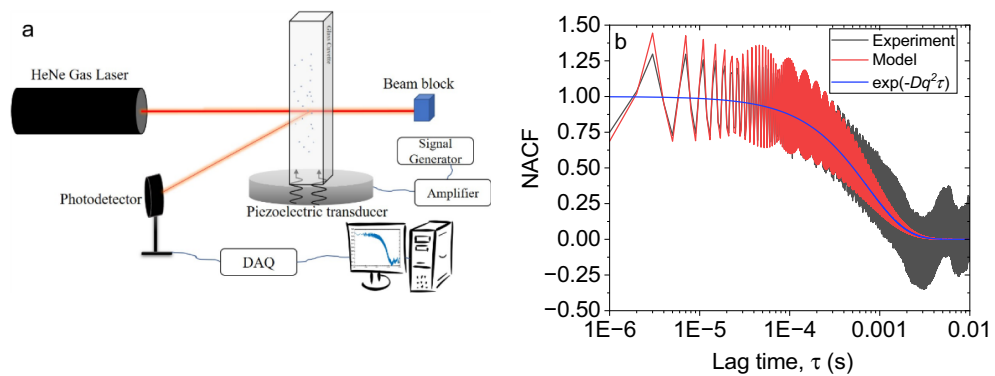 a
HeNe Gas Laser
Glass Cuvette
Beam block
Signal
Generator
Amplifier
Photodetector
Piezoelectric transducer
DAQ
b
1.50
1.25
1.00
0.75
0.50
0.25
0.00
-0.25
-0.50
NACF
Experiment
Model
exp(-Dq²τ)
1E-6
1E-5
1E-4
0.001
0.01
Lag time, τ (s)